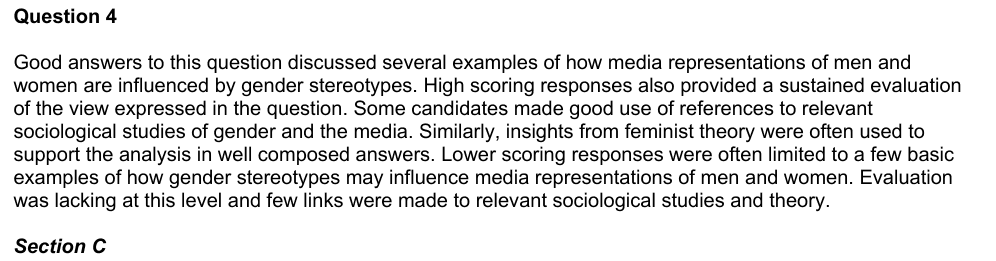 Question 4
Good answers to this question discussed several examples of how media representations of men and
women are influenced by gender stereotypes. High scoring responses also provided a sustained evaluation
of the view expressed in the question. Some candidates made good use of references to relevant
sociological studies of gender and the media. Similarly, insights from feminist theory were often used to
support the analysis in well composed answers. Lower scoring responses were often limited to a few basic
examples of how gender stereotypes may influence media representations of men and women. Evaluation
was lacking at this level and few links were made to relevant sociological studies and theory.
Section C